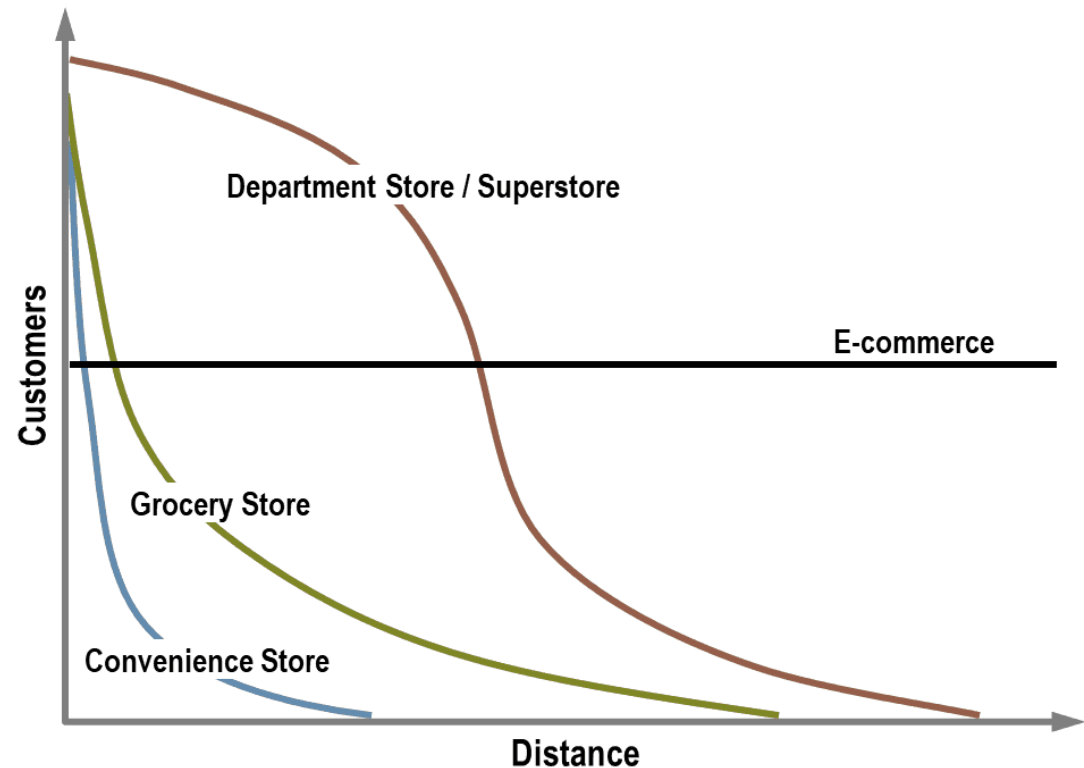 Department Store / Superstore
E-commerce
Customers
Grocery Store
Convenience Store
Distance